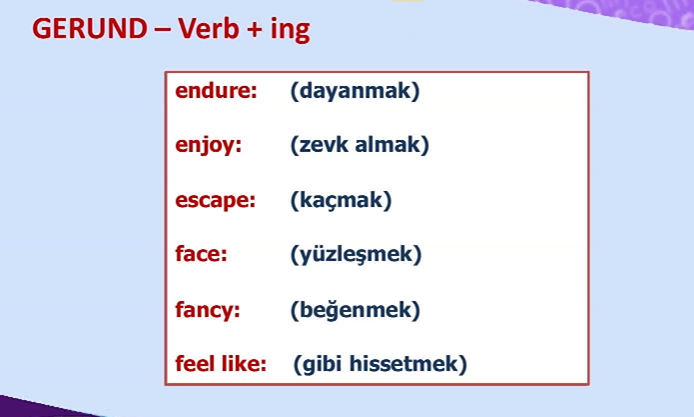 GERUND – Verb + ing
endure: (dayanmak)
enjoy: (zevk almak)
escape: (kaçmak)
face: (yüzleşmek)
fancy: (beğenmek)
feel like: (gibi hissetmek)